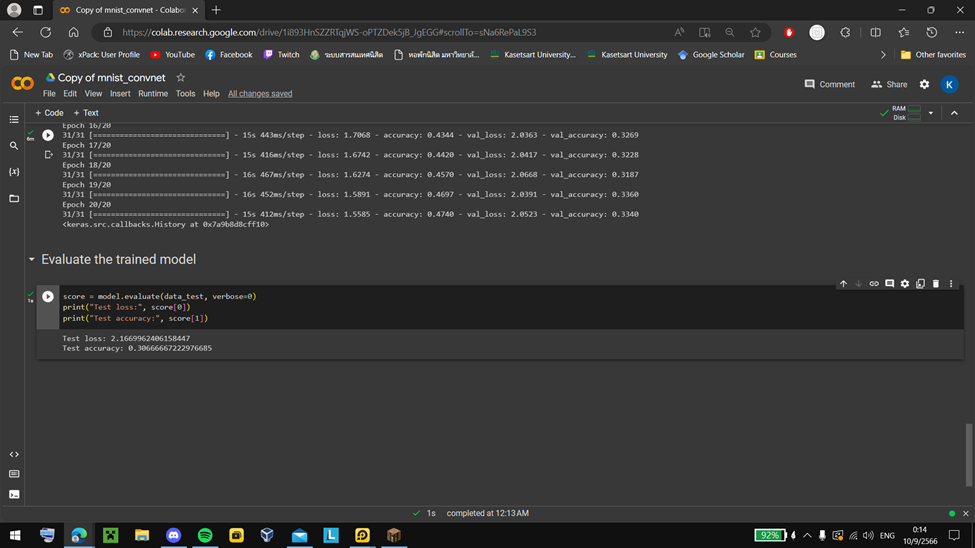 Copy of mnist_convnet - Colabo
https://colab.research.google.com/drive/1i893HnSZZRTqjWS-oPTZDek5jB_JgEGG#scrollTo=sNa6RePaL9S3
New Tab xPack: User Profile YouTube Facebook Twitch ระบบสารสนเทศนิสิต หอพักนิสิต มหาวิทยาลั... Kasetsart University... Kasetsart University Google Scholar Courses Other favorites
Copy of mnist_convnet
Comment Share K
File Edit View Insert Runtime Tools Help All changes saved
+ Code + Text RAM
Disk
Epoch 16/20
6m
31/31 [==============================] - 15s 443ms/step - loss: 1.7068 - accuracy: 0.4344 - val_loss: 2.0363 - val_accuracy: 0.3269
Epoch 17/20
31/31 [==============================] - 15s 416ms/step - loss: 1.6742 - accuracy: 0.4420 - val_loss: 2.0417 - val_accuracy: 0.3228
Epoch 18/20
31/31 [==============================] - 16s 467ms/step - loss: 1.6274 - accuracy: 0.4570 - val_loss: 2.0668 - val_accuracy: 0.3187
Epoch 19/20
31/31 [==============================] - 16s 452ms/step - loss: 1.5891 - accuracy: 0.4697 - val_loss: 2.0391 - val_accuracy: 0.3360
Epoch 20/20
31/31 [==============================] - 15s 412ms/step - loss: 1.5585 - accuracy: 0.4740 - val_loss: 2.0523 - val_accuracy: 0.3340
<keras.src.callbacks.History at 0x7a9b8d8cff10>
Evaluate the trained model
1s
score = model.evaluate(data_test, verbose=0)
print("Test loss:", score[0])
print("Test accuracy:", score[1])
Test loss: 2.1669962406158447
Test accuracy: 0.30666667222976685
1s completed at 12:13 AM
92% ENG 0:14
10/9/2566